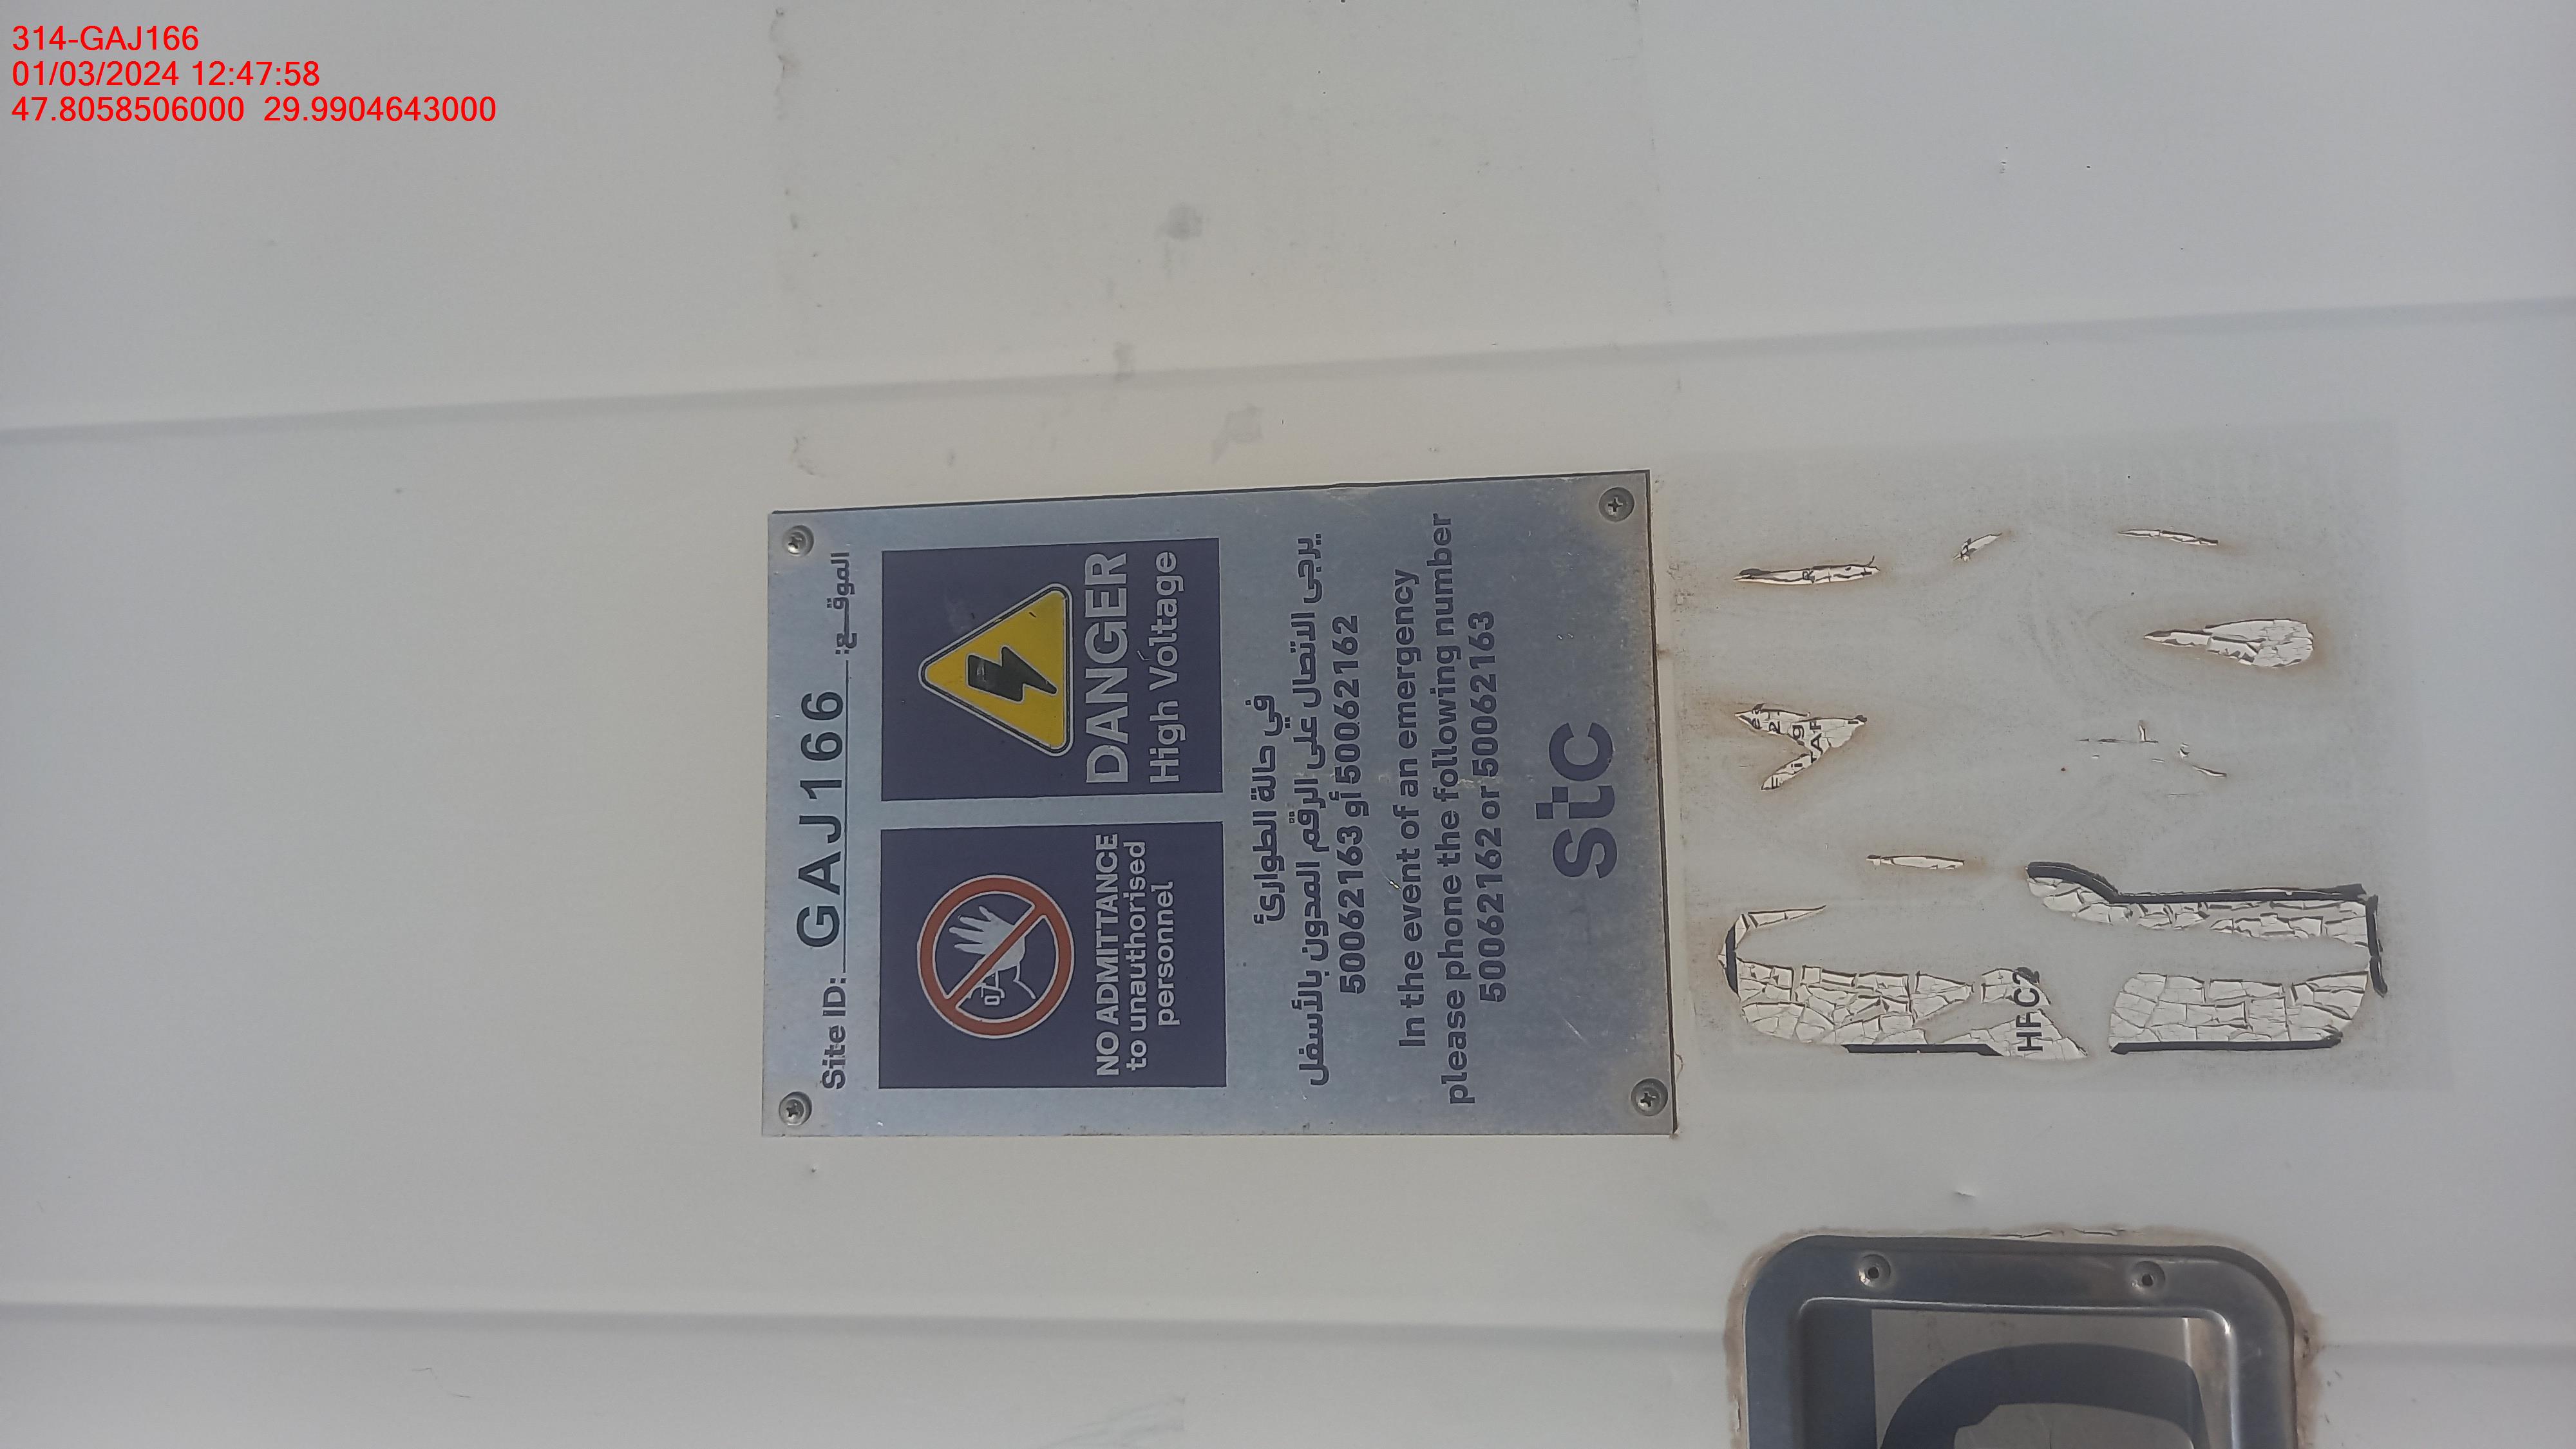 314-GAJ166
01/03/2024 12:47:58
47.8058506000 29.9904643000
Site ID: GAJ166 الموقـــع:
NO ADMITTANCE
to unauthorised
personnel
DANGER
High Voltage
في حالة الطوارئ
يرجى الاتصال على الرقم المدون بالأسفل
50062163 أو 50062162
In the event of an emergency
please phone the following number
50062162 or 50062163
stc
HFC2